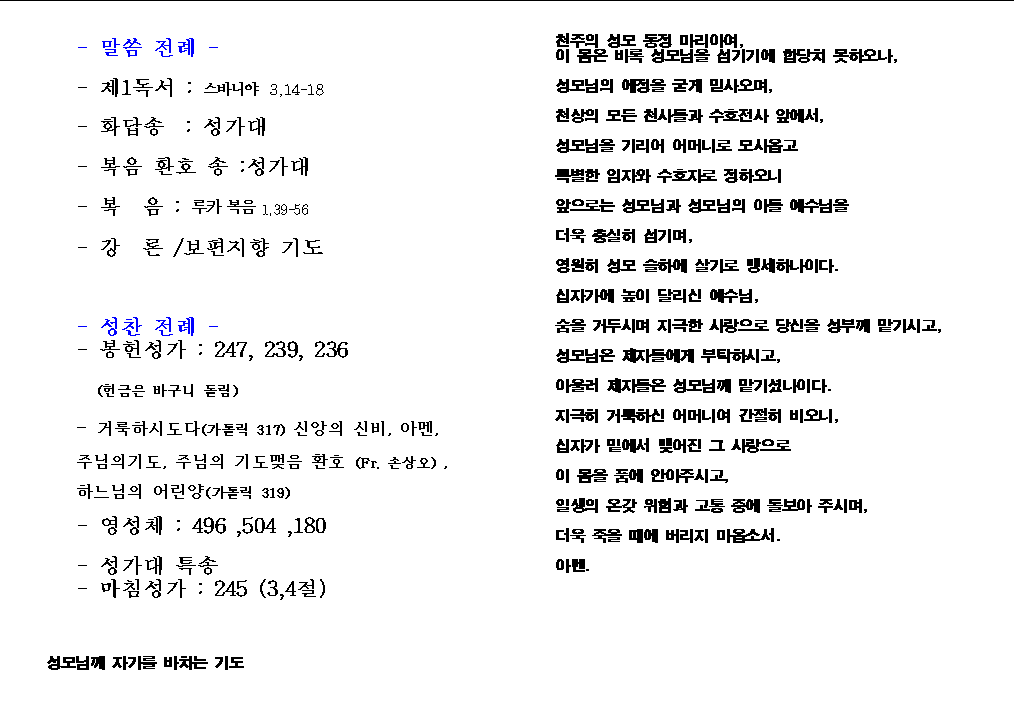 - 말씀 전례 -
- 제1독서 : 스바니야 3,14-18
- 화답송 : 성가대
- 복음 환호 송 :성가대
- 복 음 : 루카 복음 1,39-56
- 강 론 /보편지향 기도
- 성찬 전례 -
- 봉헌성가 : 247, 239, 236
(헌금은 바구니 돌림)
- 거룩하시도다(가톨릭 317) 신앙의 신비, 아멘,
주님의기도, 주님의 기도맺음 환호 (Fr. 손상오) ,
하느님의 어린양(가톨릭 319)
- 영성체 : 496 ,504 ,180
- 성가대 특송
- 마침성가 : 245 (3,4절)
성모님께 자기를 바치는 기도
천주의 성모 동정 마리아여,
이 몸은 비록 성모님을 섬기기에 합당치 못하오나,
성모님의 애정을 굳게 믿사오며,
천상의 모든 천사들과 수호천사 앞에서,
성모님을 기리어 어머니로 모시옵고
특별한 임자와 수호자로 정하오니
앞으로는 성모님과 성모님의 아들 예수님을
더욱 충실히 섬기며,
영원히 성모 슬하에 살기로 맹세하나이다.
십자가에 높이 달리신 예수님,
숨을 거두시며 지극한 사랑으로 당신을 성부께 맡기시고,
성모님은 제자들에게 부탁하시고,
아울러 제자들은 성모님께 맡기셨나이다.
지극히 거룩하신 어머니여 간절히 비오니,
십자가 밑에서 맺어진 그 사랑으로
이 몸을 품에 안아주시고,
일생의 온갖 위험과 고통 중에 돌보아 주시며,
더욱 죽을 때에 버리지 마옵소서.
아멘.